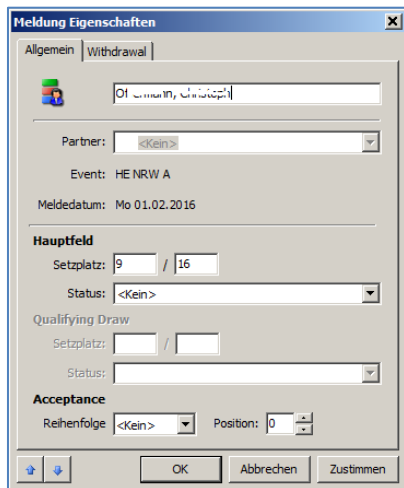 Meldung Eigenschaften
Allgemein Withdrawal
Christoph
Partner: <Kein>
Event: HE NRW A
Meldedatum: Mo 01.02.2016
Hauptfeld
Setzplatz: 9 / 16
Status: <Kein>
Qualifying Draw
Setzplatz: /
Status:
Acceptance
Reihenfolge <Kein> Position: 0
OK Abbrechen Zustimmen